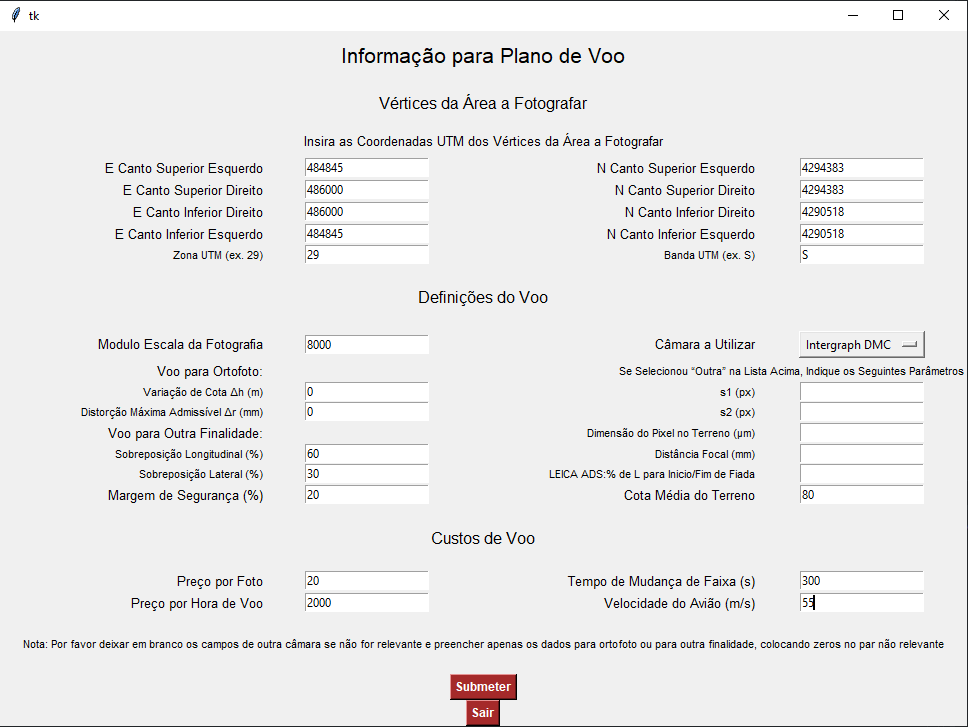 tk
Informação para Plano de Voo
Vértices da Área a Fotografar
Insira as Coordenadas UTM dos Vértices da Área a Fotografar
E Canto Superior Esquerdo 484845 N Canto Superior Esquerdo 4294383
E Canto Superior Direito 486000 N Canto Superior Direito 4294383
E Canto Inferior Direito 486000 N Canto Inferior Direito 4290518
E Canto Inferior Esquerdo 484845 N Canto Inferior Esquerdo 4290518
Zona UTM (ex. 29) 29 Banda UTM (ex. S) S
Definições do Voo
Modulo Escala da Fotografia 8000 Câmara a Utilizar Intergraph DMC
Voo para Ortofoto: Se Selecionou “Outra” na Lista Acima, Indique os Seguintes Parâmetros
Variação de Cota Δh (m) 0 s1 (px)
Distorção Máxima Admissível Δr (mm) 0 s2 (px)
Voo para Outra Finalidade: Dimensão do Pixel no Terreno (μm)
Sobreposição Longitudinal (%) 60 Distância Focal (mm)
Sobreposição Lateral (%) 30 LEICA ADS:% de L para Inicio/Fim de Fiada
Margem de Segurança (%) 20 Cota Média do Terreno 80
Custos de Voo
Preço por Foto 20 Tempo de Mudança de Faixa (s) 300
Preço por Hora de Voo 2000 Velocidade do Avião (m/s) 55
Nota: Por favor deixar em branco os campos de outra câmara se não for relevante e preencher apenas os dados para ortofoto ou para outra finalidade, colocando zeros no par não relevante
Submeter
Sair